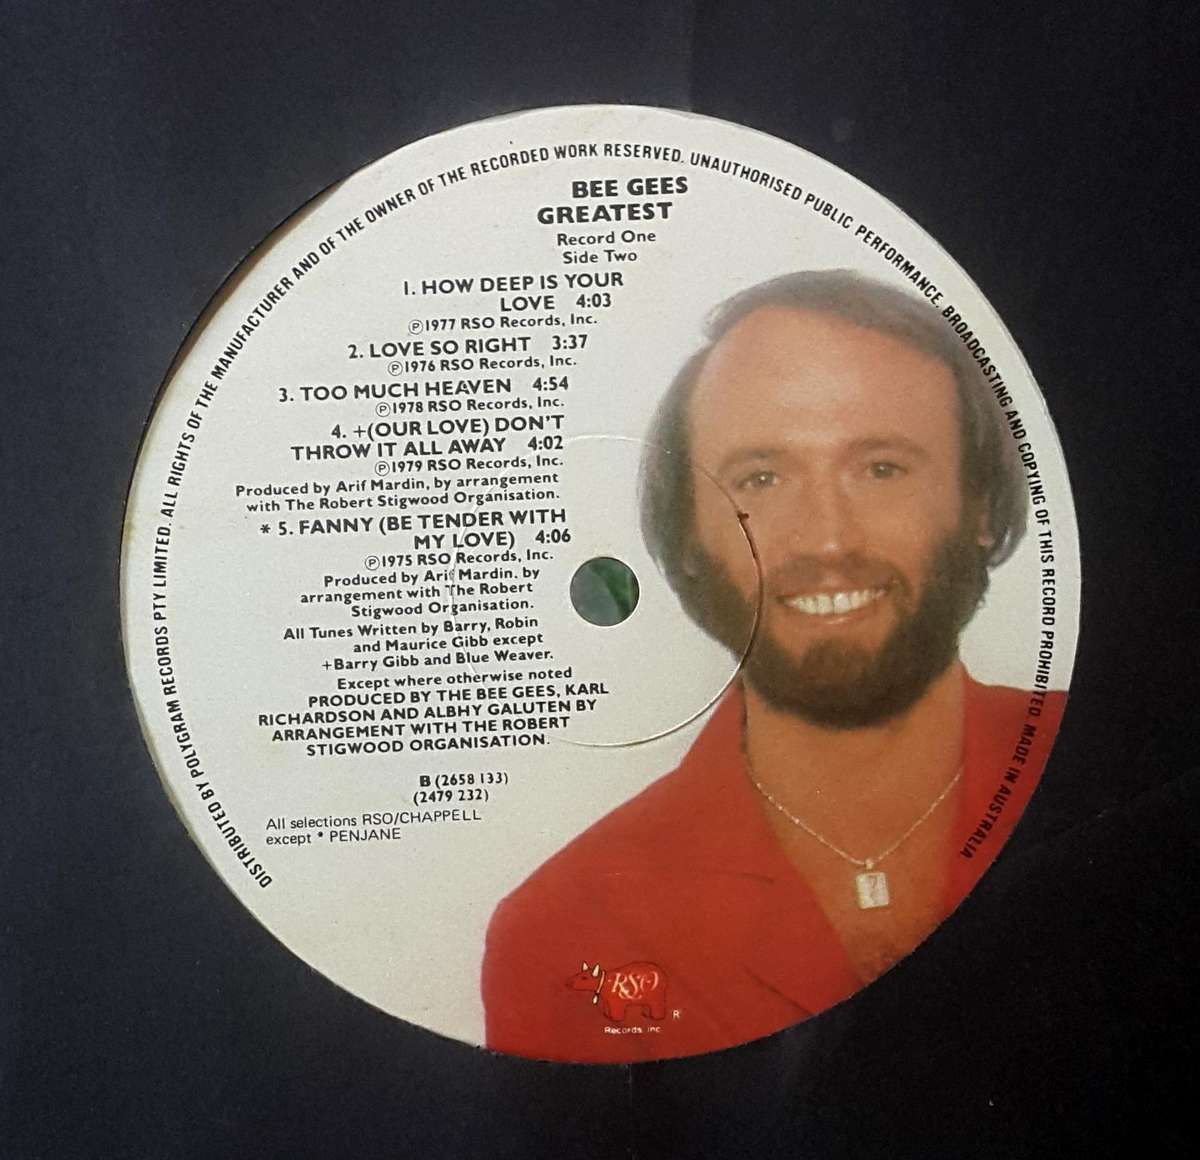 DISTRIBUTED BY POLYGRAM RECORDS PTY LIMITED. ALL RIGHTS OF THE MANUFACTURER AND OF THE OWNER OF THE RECORDED WORK RESERVED. UNAUTHORISED PUBLIC PERFORMANCE, BROADCASTING AND COPYING OF THIS RECORD PROHIBITED. MADE IN AUSTRALIA
BEE GEES
GREATEST
Record One
Side Two
1. HOW DEEP IS YOUR
LOVE 4:03
℗1977 RSO Records, Inc.
2. LOVE SO RIGHT 3:37
℗1976 RSO Records, Inc.
3. TOO MUCH HEAVEN 4:54
℗1978 RSO Records, Inc.
4. +(OUR LOVE) DON'T
THROW IT ALL AWAY 4:02
℗1979 RSO Records, Inc.
Produced by Arif Mardin, by arrangement
with The Robert Stigwood Organisation.
* 5. FANNY (BE TENDER WITH
MY LOVE) 4:06
℗1975 RSO Records, Inc.
Produced by Arif Mardin. by
arrangement with The Robert
Stigwood Organisation.
All Tunes Written by Barry, Robin
and Maurice Gibb except
+Barry Gibb and Blue Weaver.
Except where otherwise noted
PRODUCED BY THE BEE GEES, KARL
RICHARDSON AND ALBHY GALUTEN BY
ARRANGEMENT WITH THE ROBERT
STIGWOOD ORGANISATION.
B (2658 133)
(2479 232)
All selections RSO/CHAPPELL
except * PENJANE
RSO
R
Records, Inc